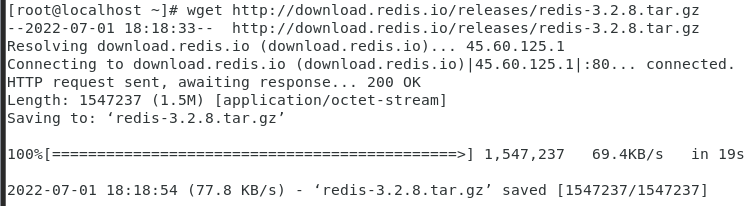 [root@localhost ~]# wget http://download.redis.io/releases/redis-3.2.8.tar.gz
--2022-07-01 18:18:33--  http://download.redis.io/releases/redis-3.2.8.tar.gz
Resolving download.redis.io (download.redis.io)... 45.60.125.1
Connecting to download.redis.io (download.redis.io)|45.60.125.1|:80... connected.
HTTP request sent, awaiting response... 200 OK
Length: 1547237 (1.5M) [application/octet-stream]
Saving to: ‘redis-3.2.8.tar.gz’
100%[=============================================>] 1,547,237   69.4KB/s   in 19s
2022-07-01 18:18:54 (77.8 KB/s) - ‘redis-3.2.8.tar.gz’ saved [1547237/1547237]